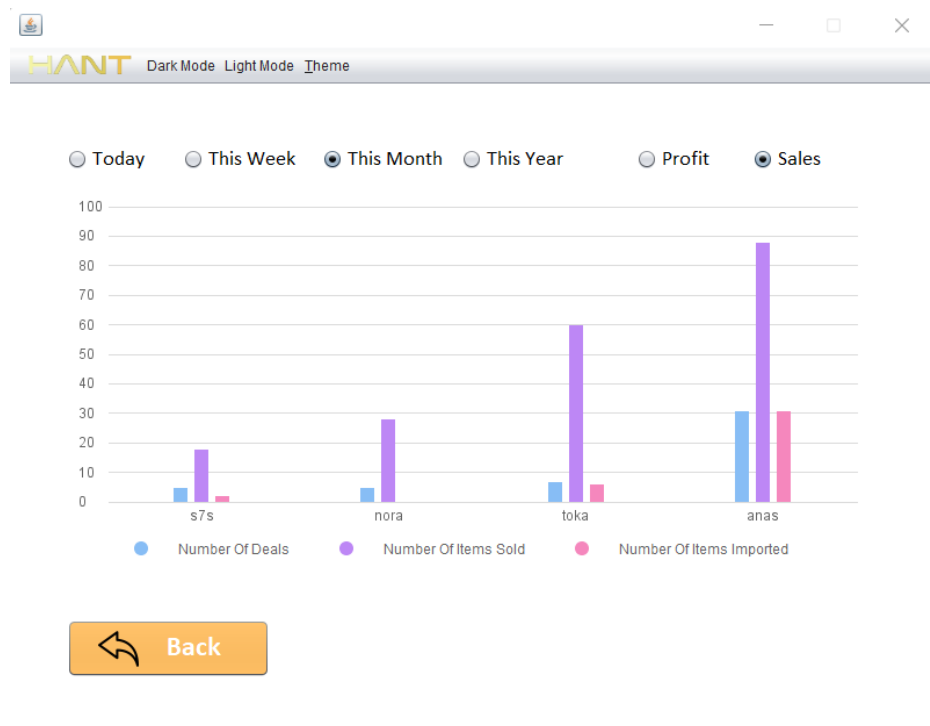 HANT Dark Mode Light Mode Theme
Today This Week This Month This Year Profit Sales
100
90
80
70
60
50
40
30
20
10
0
s7s nora toka anas
Number Of Deals Number Of Items Sold Number Of Items Imported
Back